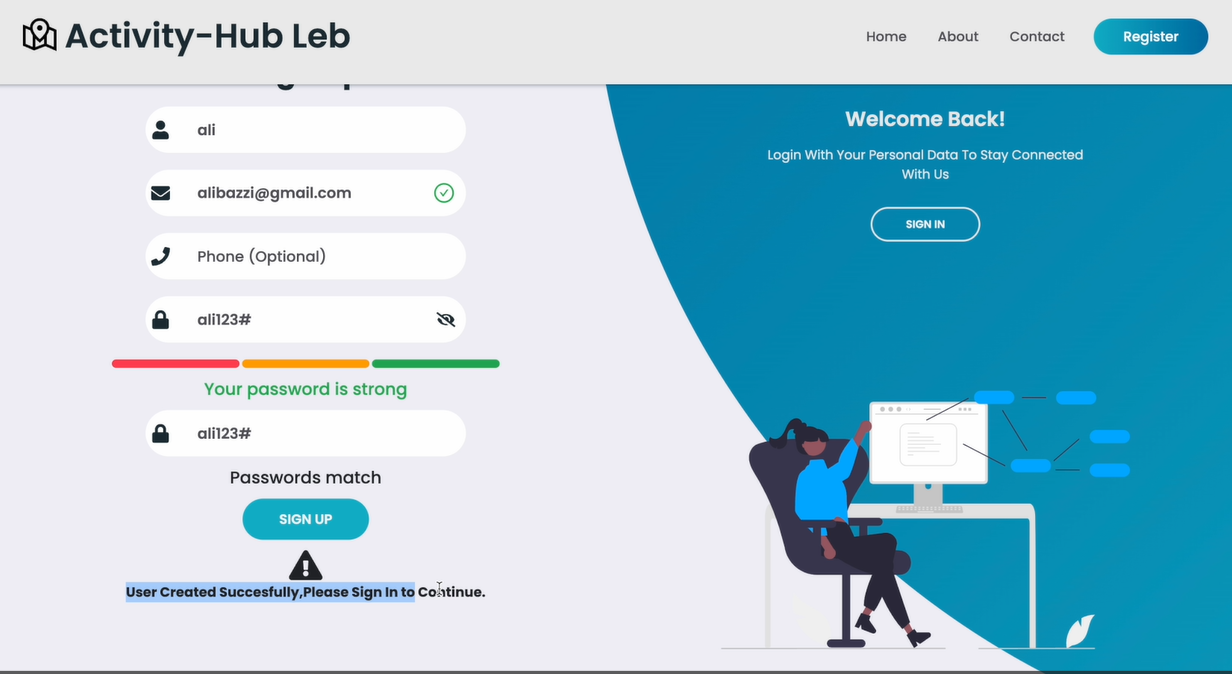 Activity-Hub Leb
Home About Contact Register
ali
alibazzi@gmail.com
Phone (Optional)
ali123#
Your password is strong
ali123#
Passwords match
SIGN UP
User Created Succesfully,Please Sign In to Continue.
Welcome Back!
Login With Your Personal Data To Stay Connected
With Us
SIGN IN